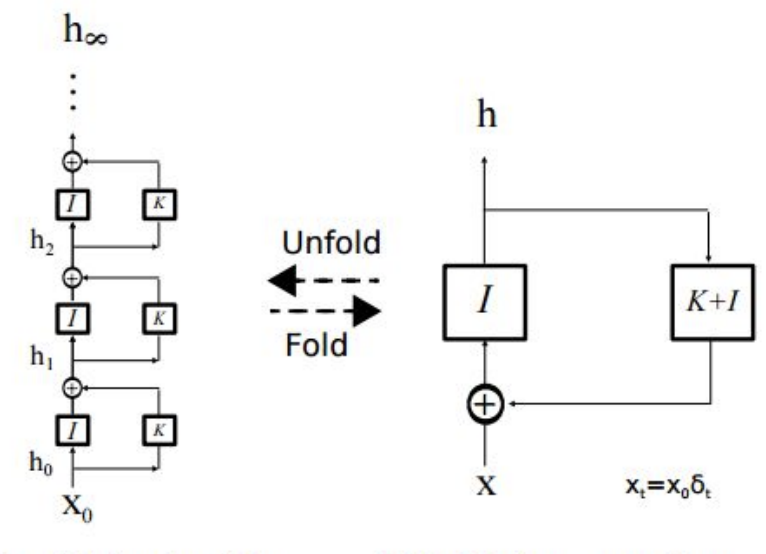 h∞
I K
h₂
I K
h₁
I K
h₀
X₀
Unfold
Fold
h
I
K+I
x
xₜ=x₀δₜ